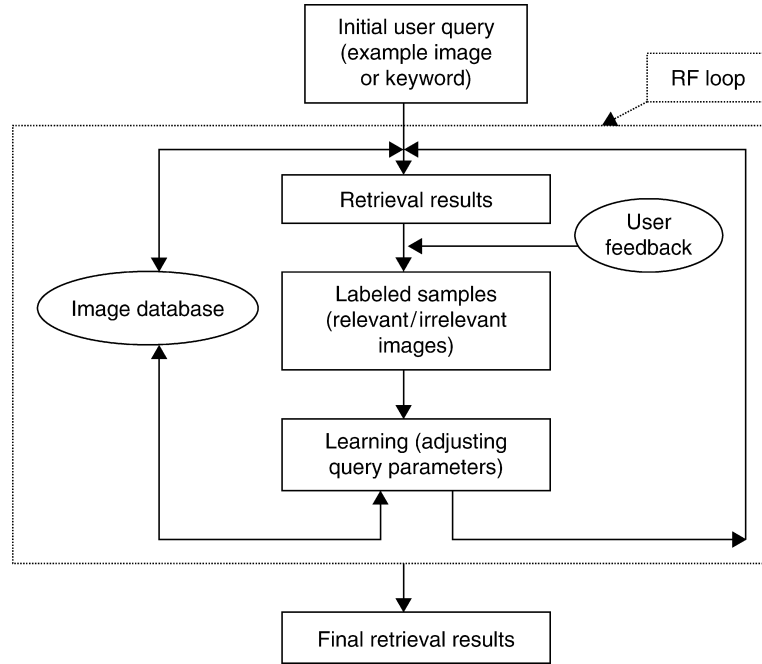 Initial user query
(example image
or keyword)
RF loop
Retrieval results
User
feedback
Image database
Labeled samples
(relevant/irrelevant
images)
Learning (adjusting
query parameters)
Final retrieval results